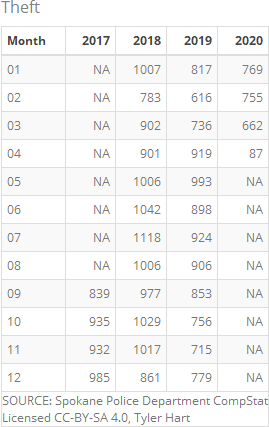 Theft
Month 2017 2018 2019 2020
01 NA 1007 817 769
02 NA 783 616 755
03 NA 902 736 662
04 NA 901 919 87
05 NA 1006 993 NA
06 NA 1042 898 NA
07 NA 1118 924 NA
08 NA 1006 906 NA
09 839 977 853 NA
10 935 1029 756 NA
11 932 1017 715 NA
12 985 861 779 NA
SOURCE: Spokane Police Department CompStat
Licensed CC-BY-SA 4.0, Tyler Hart